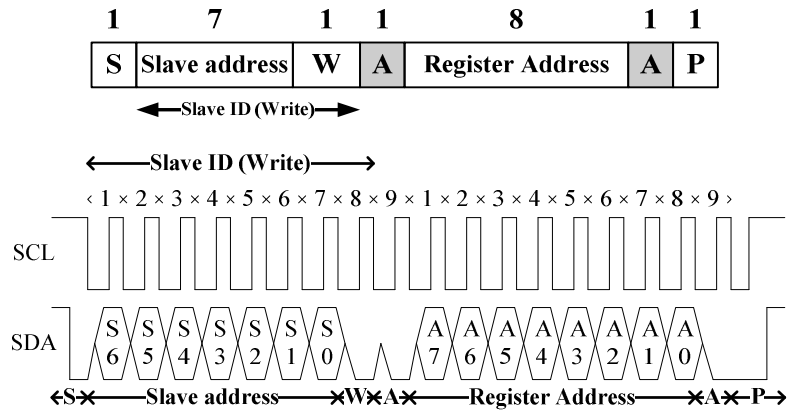 1 7 1 1 8 1 1
S Slave address W A Register Address A P
Slave ID (Write)
Slave ID (Write)
‹ 1 × 2 × 3 × 4 × 5 × 6 × 7 × 8 × 9 × 1 × 2 × 3 × 4 × 5 × 6 × 7 × 8 × 9 ›
SCL
SDA
S S S S S S S A A A A A A A A
6 5 4 3 2 1 0 7 6 5 4 3 2 1 0
S Slave address W A Register Address A P